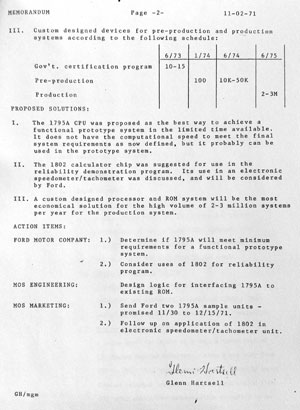 MEMORANDUM Page -2- 11-02-71
III. Custom designed devices for pre-production and production
systems according to the following schedule:
6/73 1/74 6/74 6/75
Gov't. certification program 10-15
Pre-production 100 10K-50K
Production 2-3M
PROPOSED SOLUTIONS:
I. The 1795A CPU was proposed as the best way to achieve a
functional prototype system in the limited time available.
It does not have the computational speed to meet the final
system requirements as now defined, but it probably can be
used in the prototype system.
II. The 1802 calculator chip was suggested for use in the
reliability demonstration program. Its use in an electronic
speedometer/tachometer was discussed, and will be considered
by Ford.
III. A custom designed processor and ROM system will be the most
economical solution for the high volume of 2-3 million systems
per year for the production system.
ACTION ITEMS:
FORD MOTOR COMPANY: 1.) Determine if 1795A will meet minimum
requirements for a functional prototype
system.
2.) Consider uses of 1802 for reliability
program.
MOS ENGINEERING: Design logic for interfacing 1795A to
existing ROM.
MOS MARKETING: 1.) Send Ford two 1795A sample units -
promised 11/30 to 12/15/71.
2.) Follow up on application of 1802 in
electronic speedometer/tachometer unit.
Glenn Hartsell
Glenn Hartsell
GH/mgm